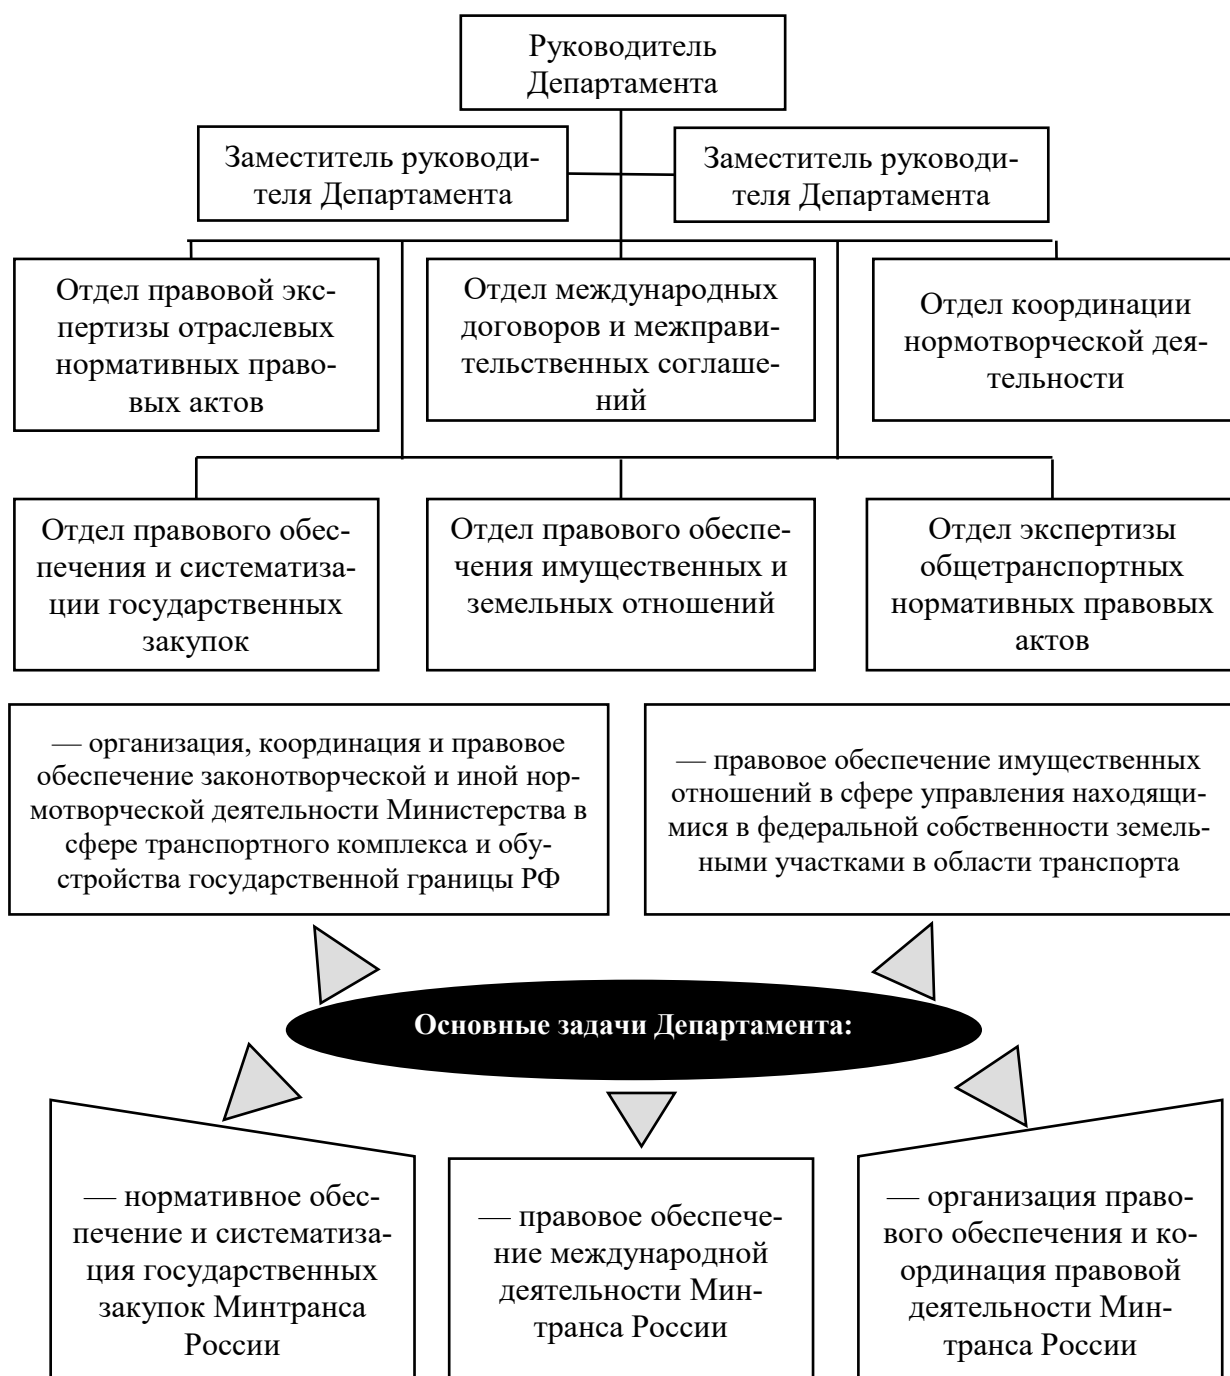 Руководитель
Департамента
Заместитель руководи-
теля Департамента
Заместитель руководи-
теля Департамента
Отдел правовой экс-
пертизы отраслевых
нормативных право-
вых актов
Отдел международных
договоров и межправи-
тельственных соглаше-
ний
Отдел координации
нормотворческой дея-
тельности
Отдел правового обес-
печения и систематиза-
ции государственных
закупок
Отдел правового обеспе-
чения имущественных и
земельных отношений
Отдел экспертизы
общетранспортных
нормативных правовых
актов
— организация, координация и правовое
обеспечение законотворческой и иной нор-
мотворческой деятельности Министерства в
сфере транспортного комплекса и обу-
стройства государственной границы РФ
— правовое обеспечение имущественных
отношений в сфере управления находящи-
мися в федеральной собственности земель-
ными участками в области транспорта
Основные задачи Департамента:
— нормативное обес-
печение и систематиза-
ция государственных
закупок Минтранса
России
— правовое обеспече-
ние международной
деятельности Мин-
транса России
— организация право-
вого обеспечения и ко-
ординация правовой
деятельности Мин-
транса России